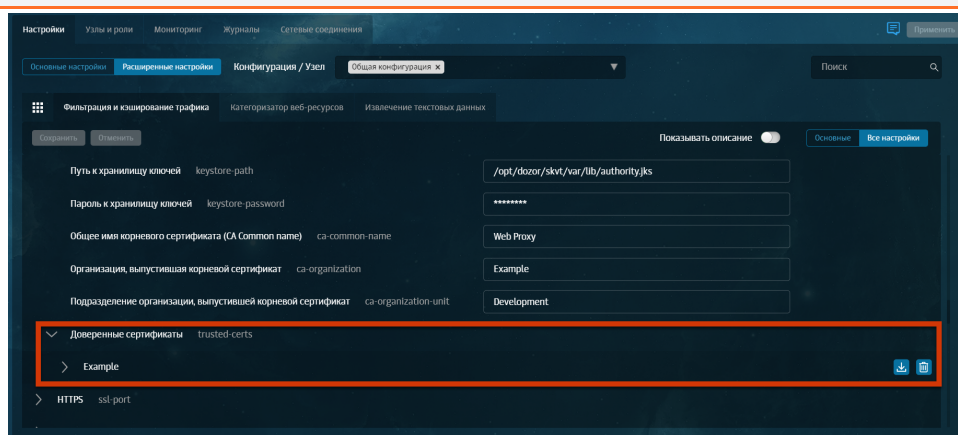 Настройки Узлы и роли Мониторинг Журналы Сетевые соединения Применить
Основные настройки Расширенные настройки Конфигурация / Узел Общая конфигурация × Поиск
Фильтрация и кэширование трафика Категоризатор веб-ресурсов Извлечение текстовых данных
Сохранить Отменить Показывать описание Основные Все настройки
Путь к хранилищу ключей keystore-path /opt/dozor/skvt/var/lib/authority.jks
Пароль к хранилищу ключей keystore-password ********
Общее имя корневого сертификата (CA Common name) ca-common-name Web Proxy
Организация, выпустившая корневой сертификат ca-organization Example
Подразделение организации, выпустившей корневой сертификат ca-organization-unit Development
Доверенные сертификаты trusted-certs
Example
HTTPS ssl-port